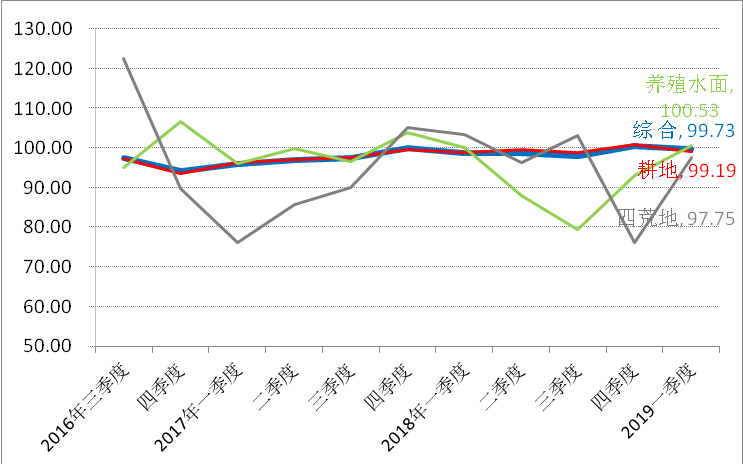 130.00
120.00
110.00
100.00
90.00
80.00
70.00
60.00
50.00
养殖水面,
100.53
综合, 99.73
耕地, 99.19
四荒地, 97.75
2016年三季度
四季度
2017年一季度
二季度
三季度
四季度
2018年一季度
二季度
三季度
四季度
2019一季度